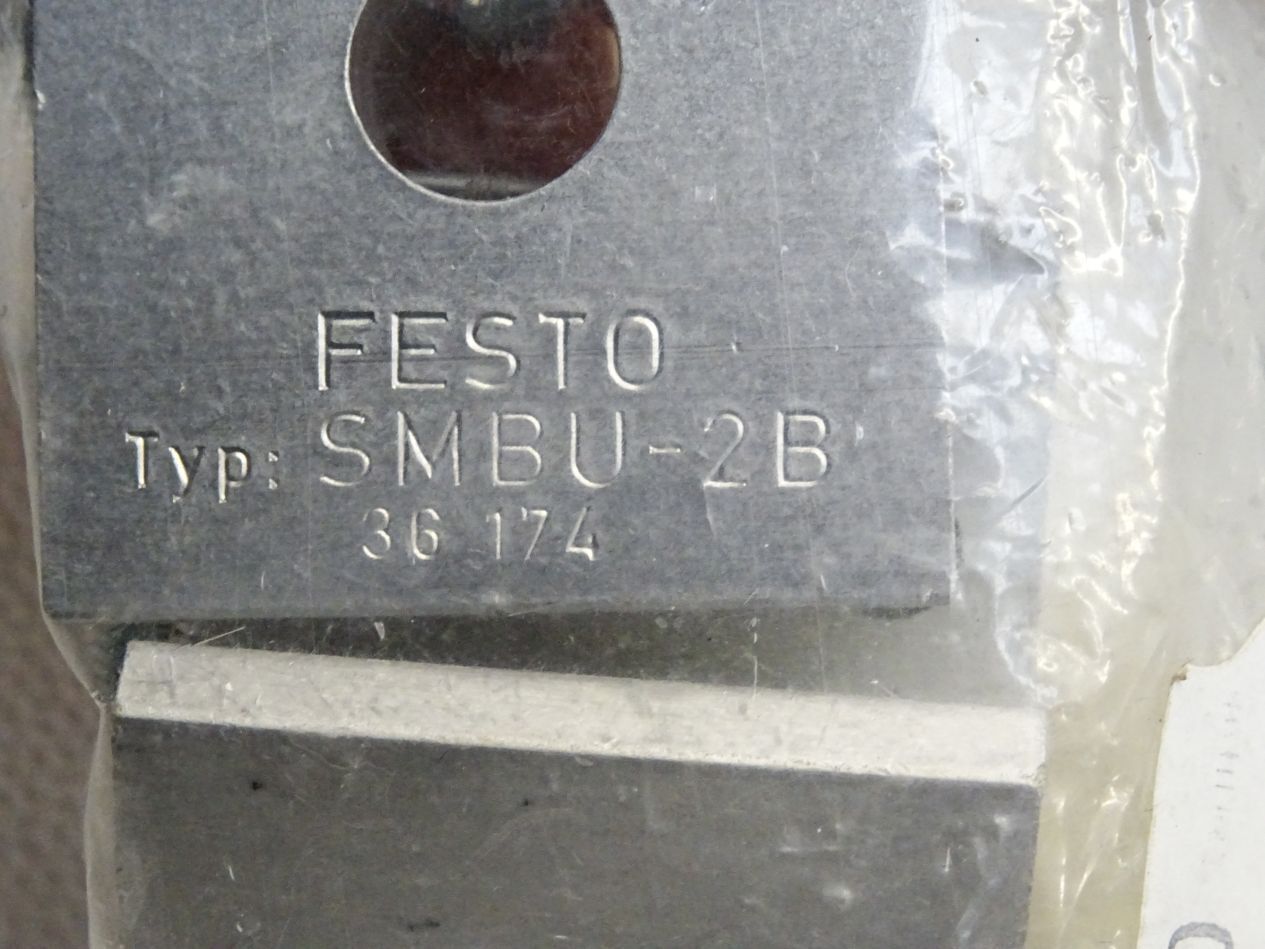 FESTO
Typ: SMBU-2B
36 174